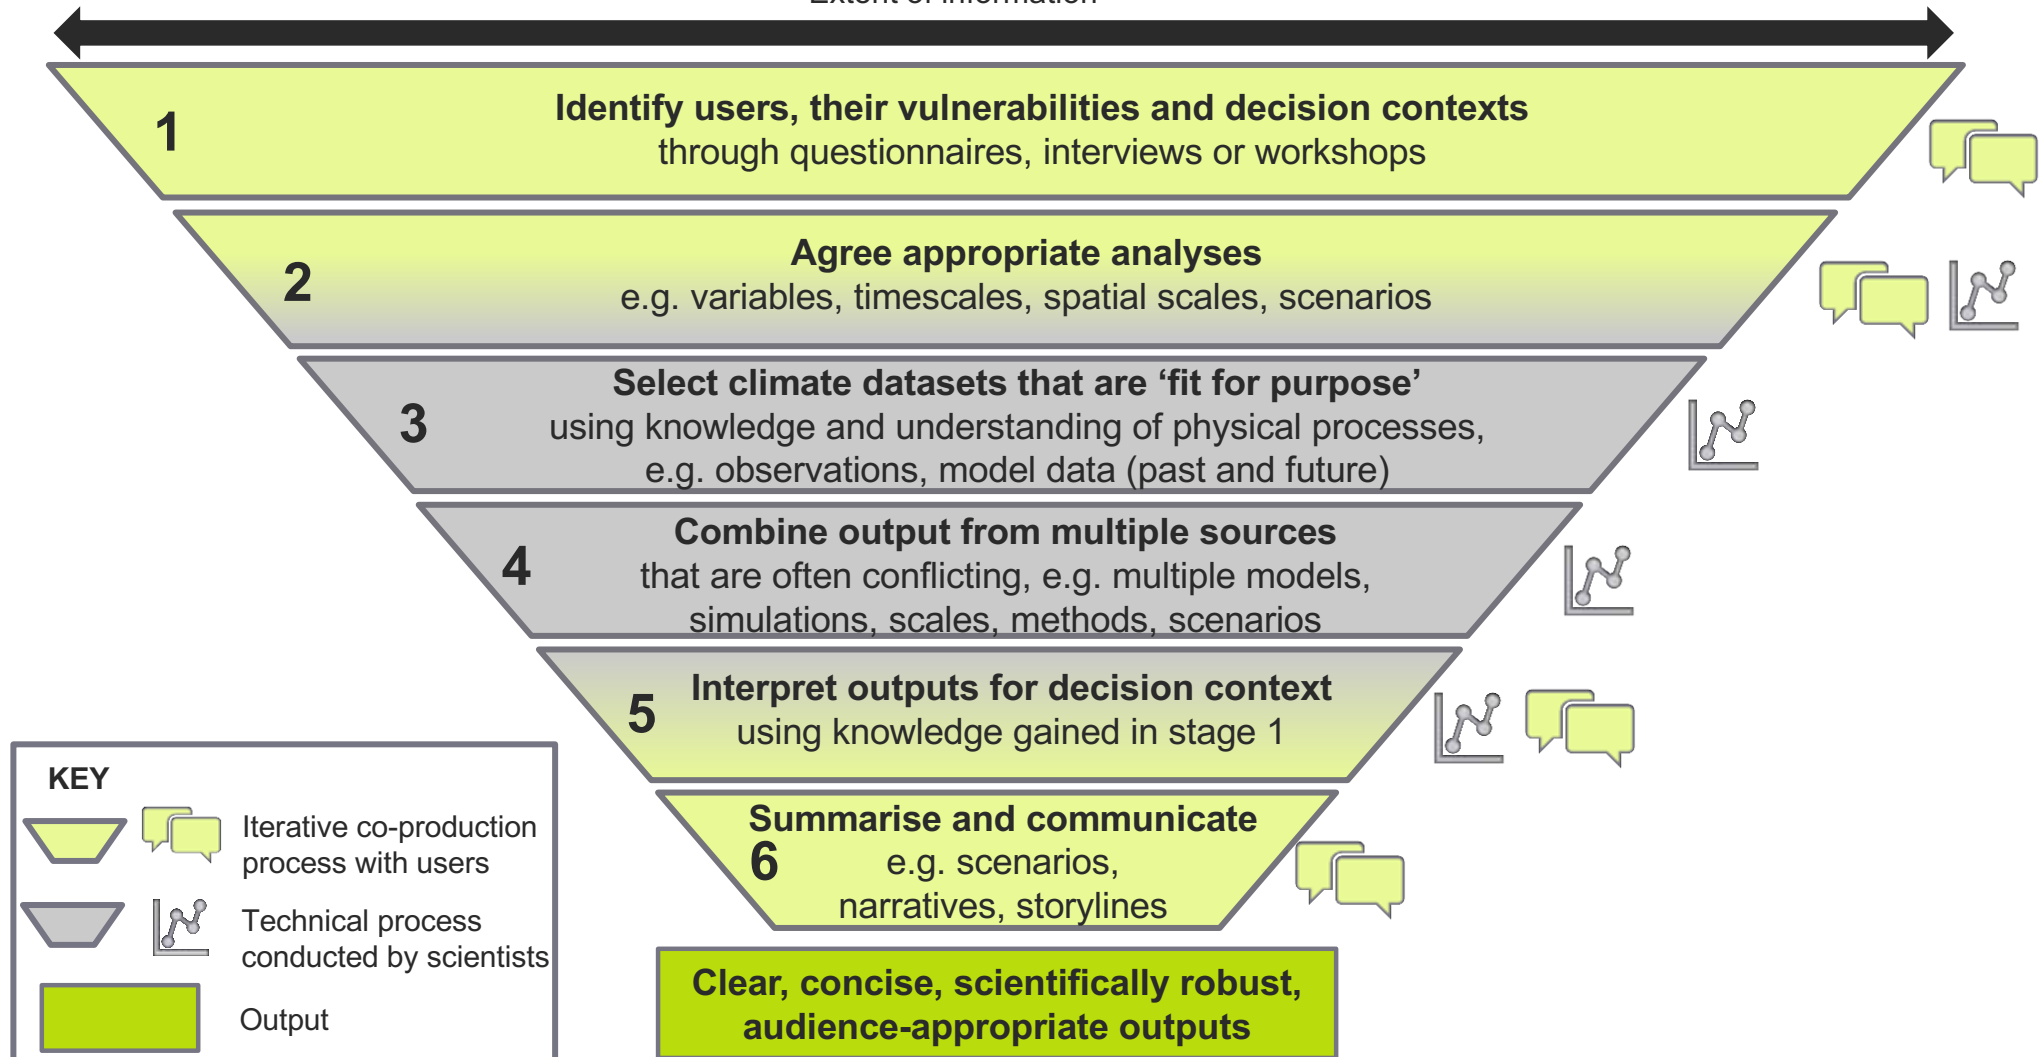 Extent of information
1
Identify users, their vulnerabilities and decision contexts
through questionnaires, interviews or workshops
2
Agree appropriate analyses
e.g. variables, timescales, spatial scales, scenarios
3
Select climate datasets that are ‘fit for purpose’
using knowledge and understanding of physical processes,
e.g. observations, model data (past and future)
4
Combine output from multiple sources
that are often conflicting, e.g. multiple models,
simulations, scales, methods, scenarios
5
Interpret outputs for decision context
using knowledge gained in stage 1
6
Summarise and communicate
e.g. scenarios,
narratives, storylines
Clear, concise, scientifically robust,
audience-appropriate outputs
KEY
Iterative co-production
process with users
Technical process
conducted by scientists
Output